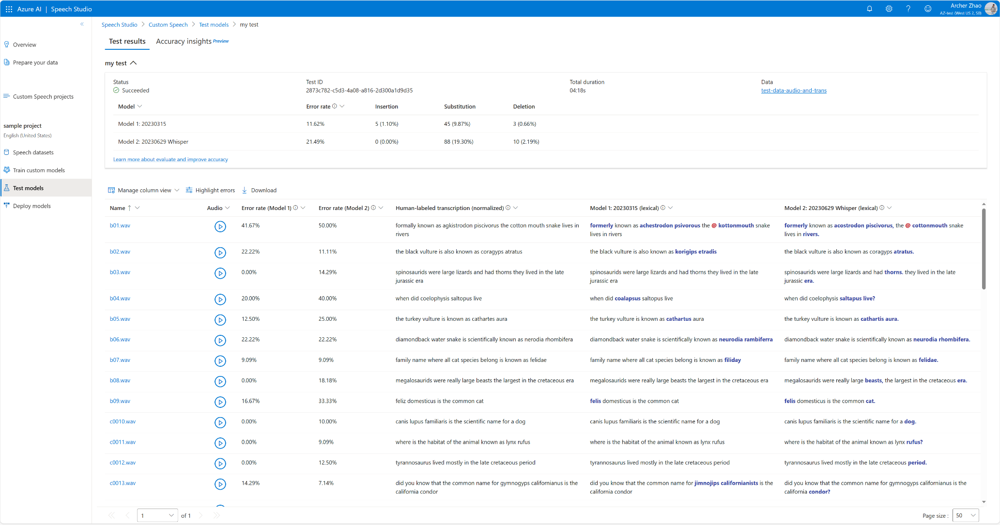 Azure AI | Speech Studio
Archer Zhao
AZ-test (West US 2, S0)
Overview
Prepare your data
Custom Speech projects
sample project
English (United States)
Speech datasets
Train custom models
Test models
Deploy models
Speech Studio > Custom Speech > Test models > my test
Test results Accuracy insights Preview
my test
Status Test ID Total duration Data
Succeeded 2873c782-c5d3-4a08-a816-2d300a1d9d35 04:18s test-data-audio-and-trans
Model Error rate Insertion Substitution Deletion
Model 1: 20230315 11.62% 5 (1.10%) 45 (9.87%) 3 (0.66%)
Model 2: 20230629 Whisper 21.49% 0 (0.00%) 88 (19.30%) 10 (2.19%)
Learn more about evaluate and improve accuracy
Manage column view Highlight errors Download
Name Audio Error rate (Model 1) Error rate (Model 2) Human-labeled transcription (normalized) Model 1: 20230315 (lexical) Model 2: 20230629 Whisper (lexical)
b01.wav 41.67% 50.00% formally known as agkistrodon piscivorus the cotton mouth snake lives in formerly known as achestrodon psivorous the @ kottonmouth snake formerly known as acostrodon piscivorus, the @ cottonmouth snake
rivers lives in rivers lives in rivers.
b02.wav 22.22% 11.11% the black vulture is also known as coragyps atratus the black vulture is also known as korigips etradis the black vulture is also known as coragyps atratus.
b03.wav 0.00% 14.29% spinosaurids were large lizards and had thorns they lived in the late spinosaurids were large lizards and had thorns they lived in the late spinosaurids were large lizards and had thorns. they lived in the late
jurassic era jurassic era jurassic era.
b04.wav 20.00% 40.00% when did coelophysis saltopus live when did coalapsus saltopus live when did coelophysis saltapus live?
b05.wav 12.50% 25.00% the turkey vulture is known as cathartes aura the turkey vulture is known as cathartus aura the turkey vulture is known as cathartis aura.
b06.wav 22.22% 22.22% diamondback water snake is scientifically known as nerodia rhombifera diamondback water snake is scientifically known as neurodia rambiferra diamondback water snake is scientifically known as neurodia rhombifera.
b07.wav 9.09% 9.09% family name where all cat species belong is known as felidae family name where all cat species belong is known as filiday family name where all cat species belong is known as felidae.
b08.wav 0.00% 18.18% megalosaurids were really large beasts the largest in the cretaceous era megalosaurids were really large beasts the largest in the cretaceous era megalosaurids were really large beasts, the largest in the cretaceous era.
b09.wav 16.67% 33.33% feliz domesticus is the common cat felis domesticus is the common cat felis domesticus is the common cat.
c0010.wav 0.00% 10.00% canis lupus familiaris is the scientific name for a dog canis lupus familiaris is the scientific name for a dog canis lupus familiaris is the scientific name for a dog.
c0011.wav 0.00% 9.09% where is the habitat of the animal known as lynx rufus where is the habitat of the animal known as lynx rufus where is the habitat of the animal known as lynx rufus?
c0012.wav 0.00% 12.50% tyrannosaurus lived mostly in the late cretaceous period tyrannosaurus lived mostly in the late cretaceous period tyrannosaurus lived mostly in the late cretaceous period.
c0013.wav 14.29% 7.14% did you know that the common name for gymnogyps californianus is the did you know that the common name for jimnojips californianists is the did you know that the common name for gymnogyps californianus is the
california condor california condor california condor?
1 of 1 Page size : 50